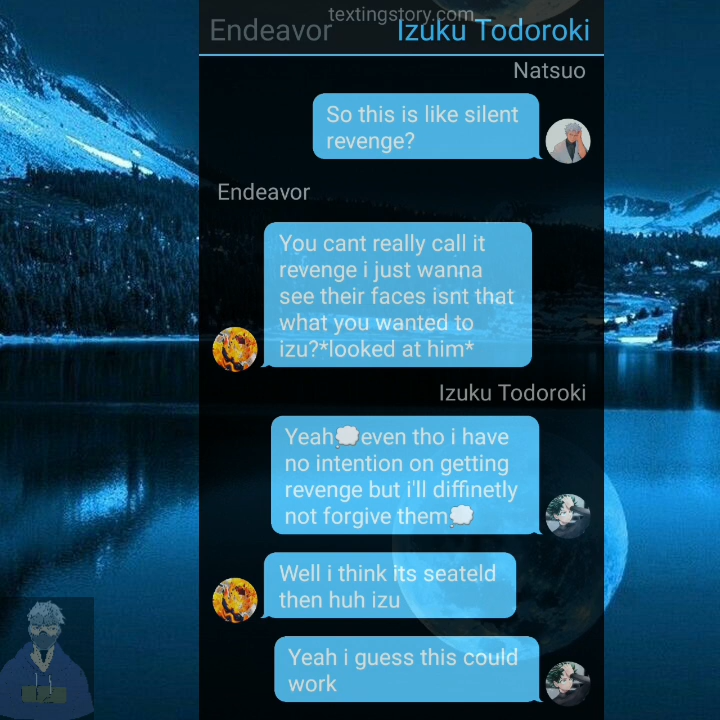 textingstory.com
Endeavor Izuku Todoroki
Natsuo
So this is like silent
revenge?
Endeavor
You cant really call it
revenge i just wanna
see their faces isnt that
what you wanted to
izu?*looked at him*
Izuku Todoroki
Yeah💭even tho i have
no intention on getting
revenge but i'll diffinetly
not forgive them💭
Well i think its seateld
then huh izu
Yeah i guess this could
work